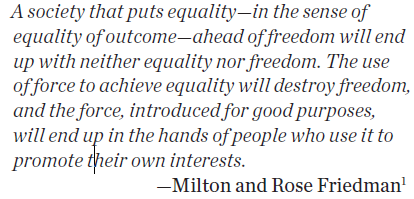 A society that puts equality—in the sense of
equality of outcome—ahead of freedom will end
up with neither equality nor freedom. The use
of force to achieve equality will destroy freedom,
and the force, introduced for good purposes,
will end up in the hands of people who use it to
promote their own interests.
—Milton and Rose Friedman¹